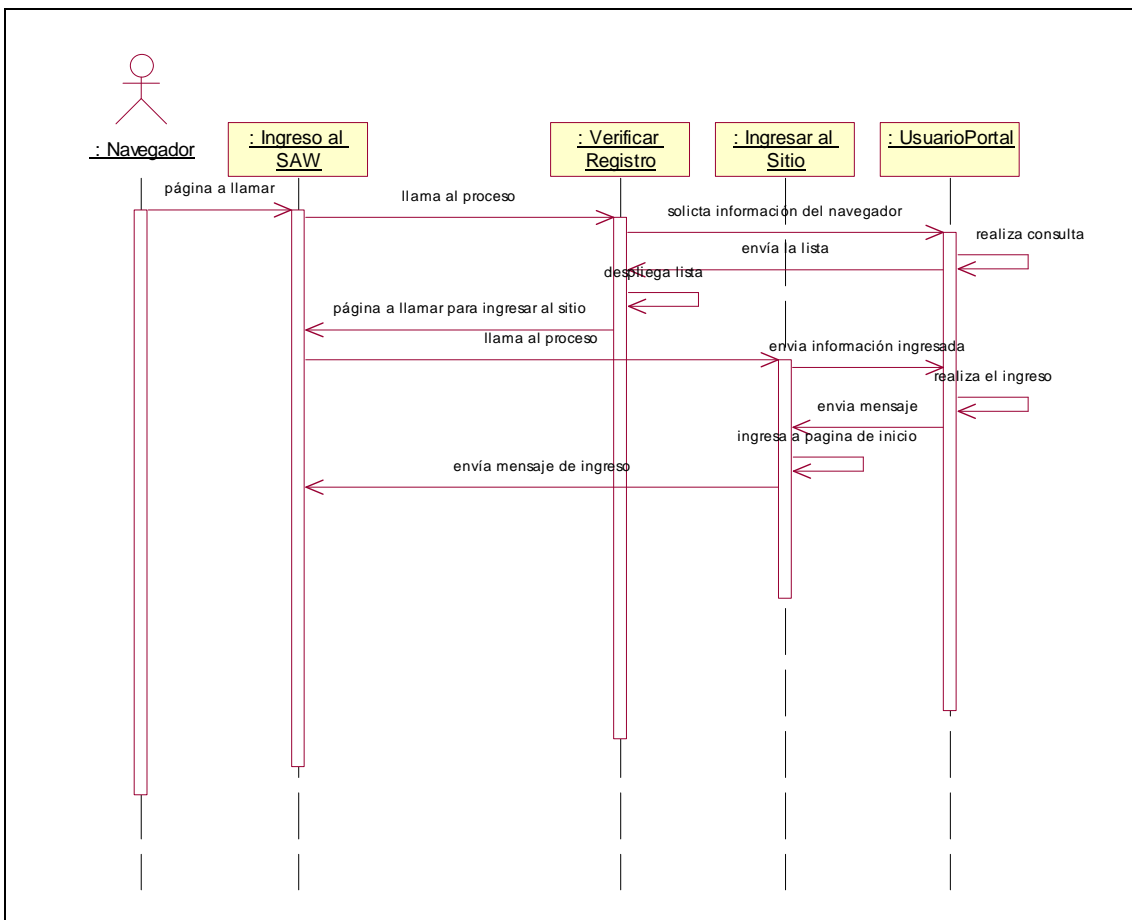 : Navegador
: Ingreso al
SAW
: Verificar
Registro
: Ingresar al
Sitio
: UsuarioPortal
página a llamar
llama al proceso
solicta información del navegador
realiza consulta
envía la lista
despliega lista
página a llamar para ingresar al sitio
llama al proceso
envia información ingresada
realiza el ingreso
envia mensaje
ingresa a pagina de inicio
envía mensaje de ingreso